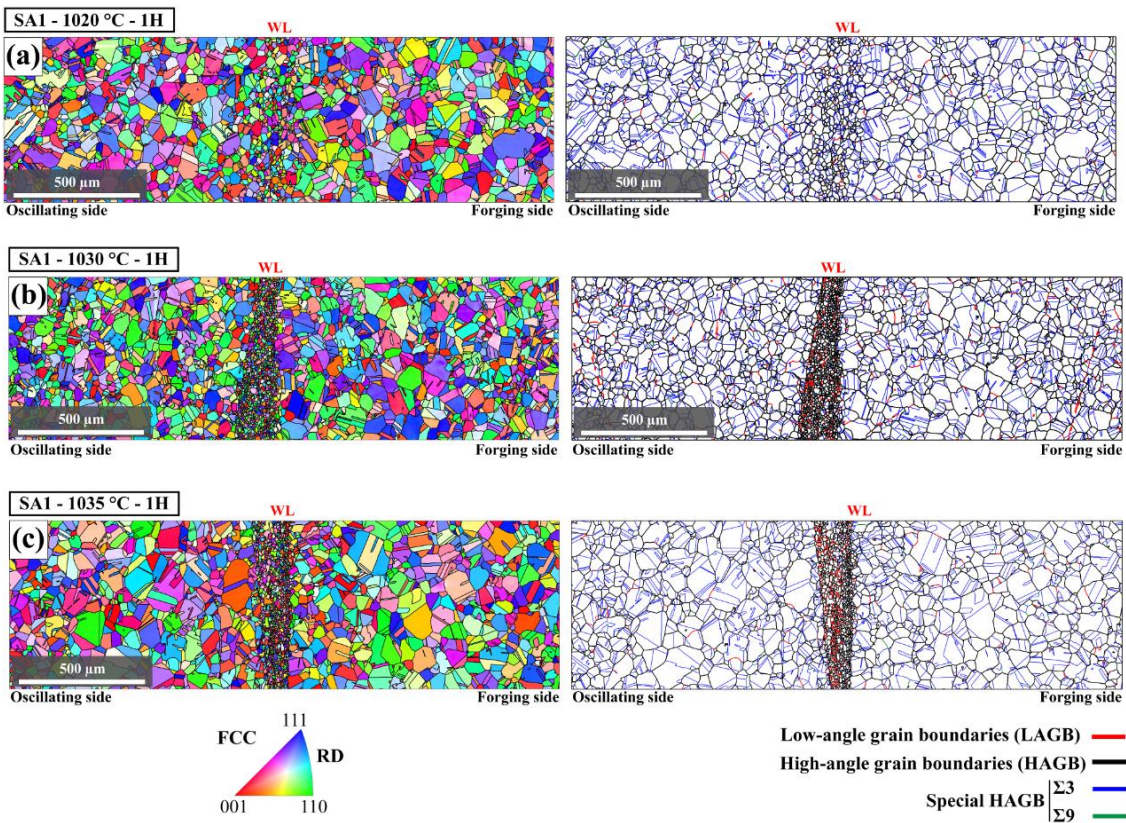 SA1 - 1020 °C - 1H
WL
WL
(a)
500 µm
Oscillating side
Forging side
Oscillating side
Forging side
SA1 - 1030 °C - 1H
WL
WL
(b)
500 µm
500 µm
Oscillating side
Forging side
Oscillating side
Forging side
SA1 - 1035 °C - 1H
WL
WL
(c)
500 µm
Oscillating side
Forging side
Oscillating side
Forging side
111
FCC
RD
001
110
Low-angle grain boundaries (LAGB)
High-angle grain boundaries (HAGB)
Special HAGB
Σ3
Σ9